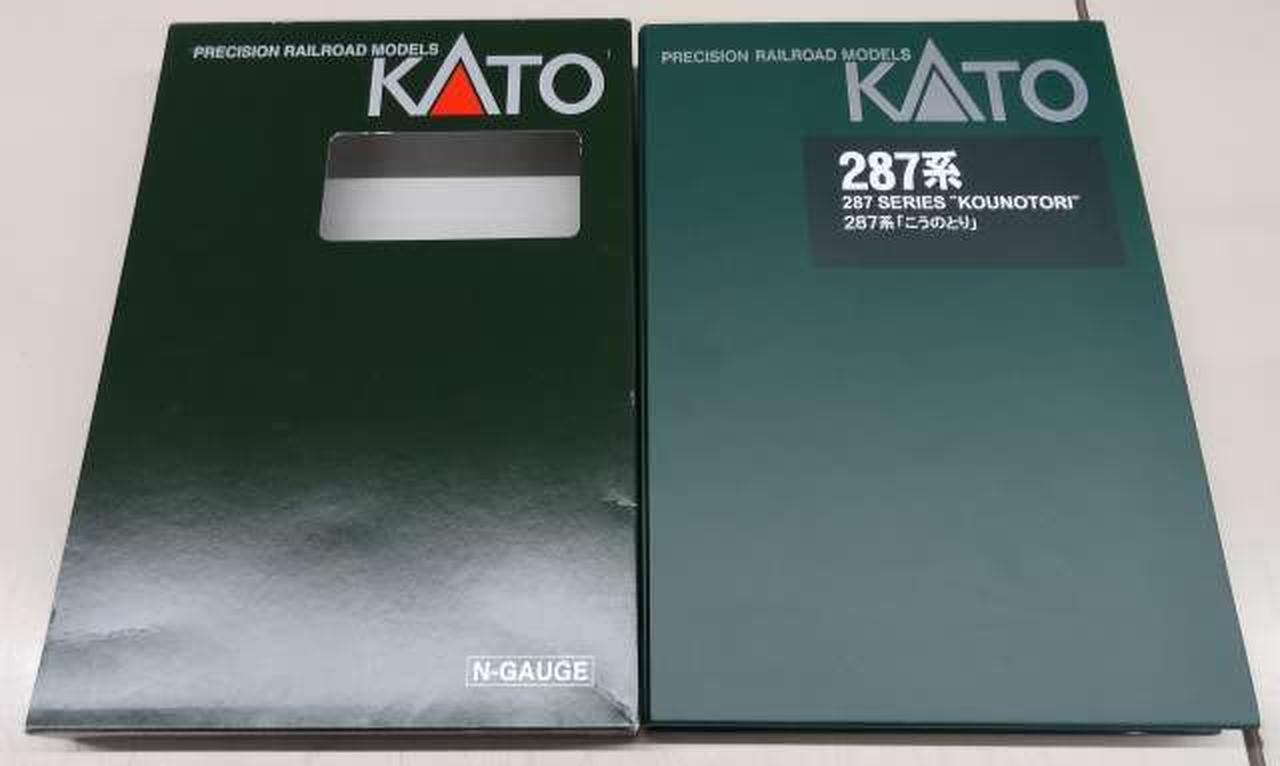 PRECISION RAILROAD MODELS
KATO
N-GAUGE
PRECISION RAILROAD MODELS
KATO
287系
287 SERIES "KOUNOTORI"
287系「こうのとり」